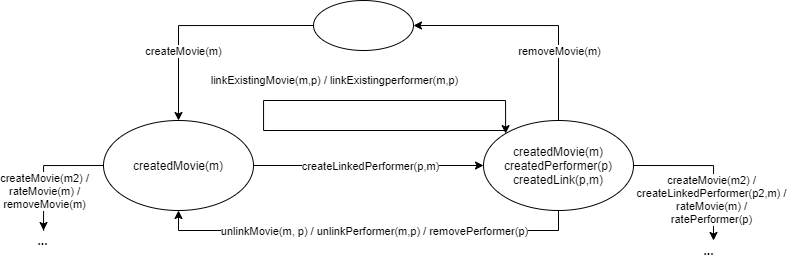 createMovie(m)
removeMovie(m)
linkExistingMovie(m,p) / linkExistingperformer(m,p)
createdMovie(m)
createLinkedPerformer(p,m)
createdMovie(m)
createdPerformer(p)
createdLink(p,m)
createMovie(m2) /
rateMovie(m) /
removeMovie(m)
...
createMovie(m2) /
createLinkedPerformer(p2,m) /
rateMovie(m) /
ratePerformer(p)
...
unlinkMovie(m, p) / unlinkPerformer(m,p) / removePerformer(p)